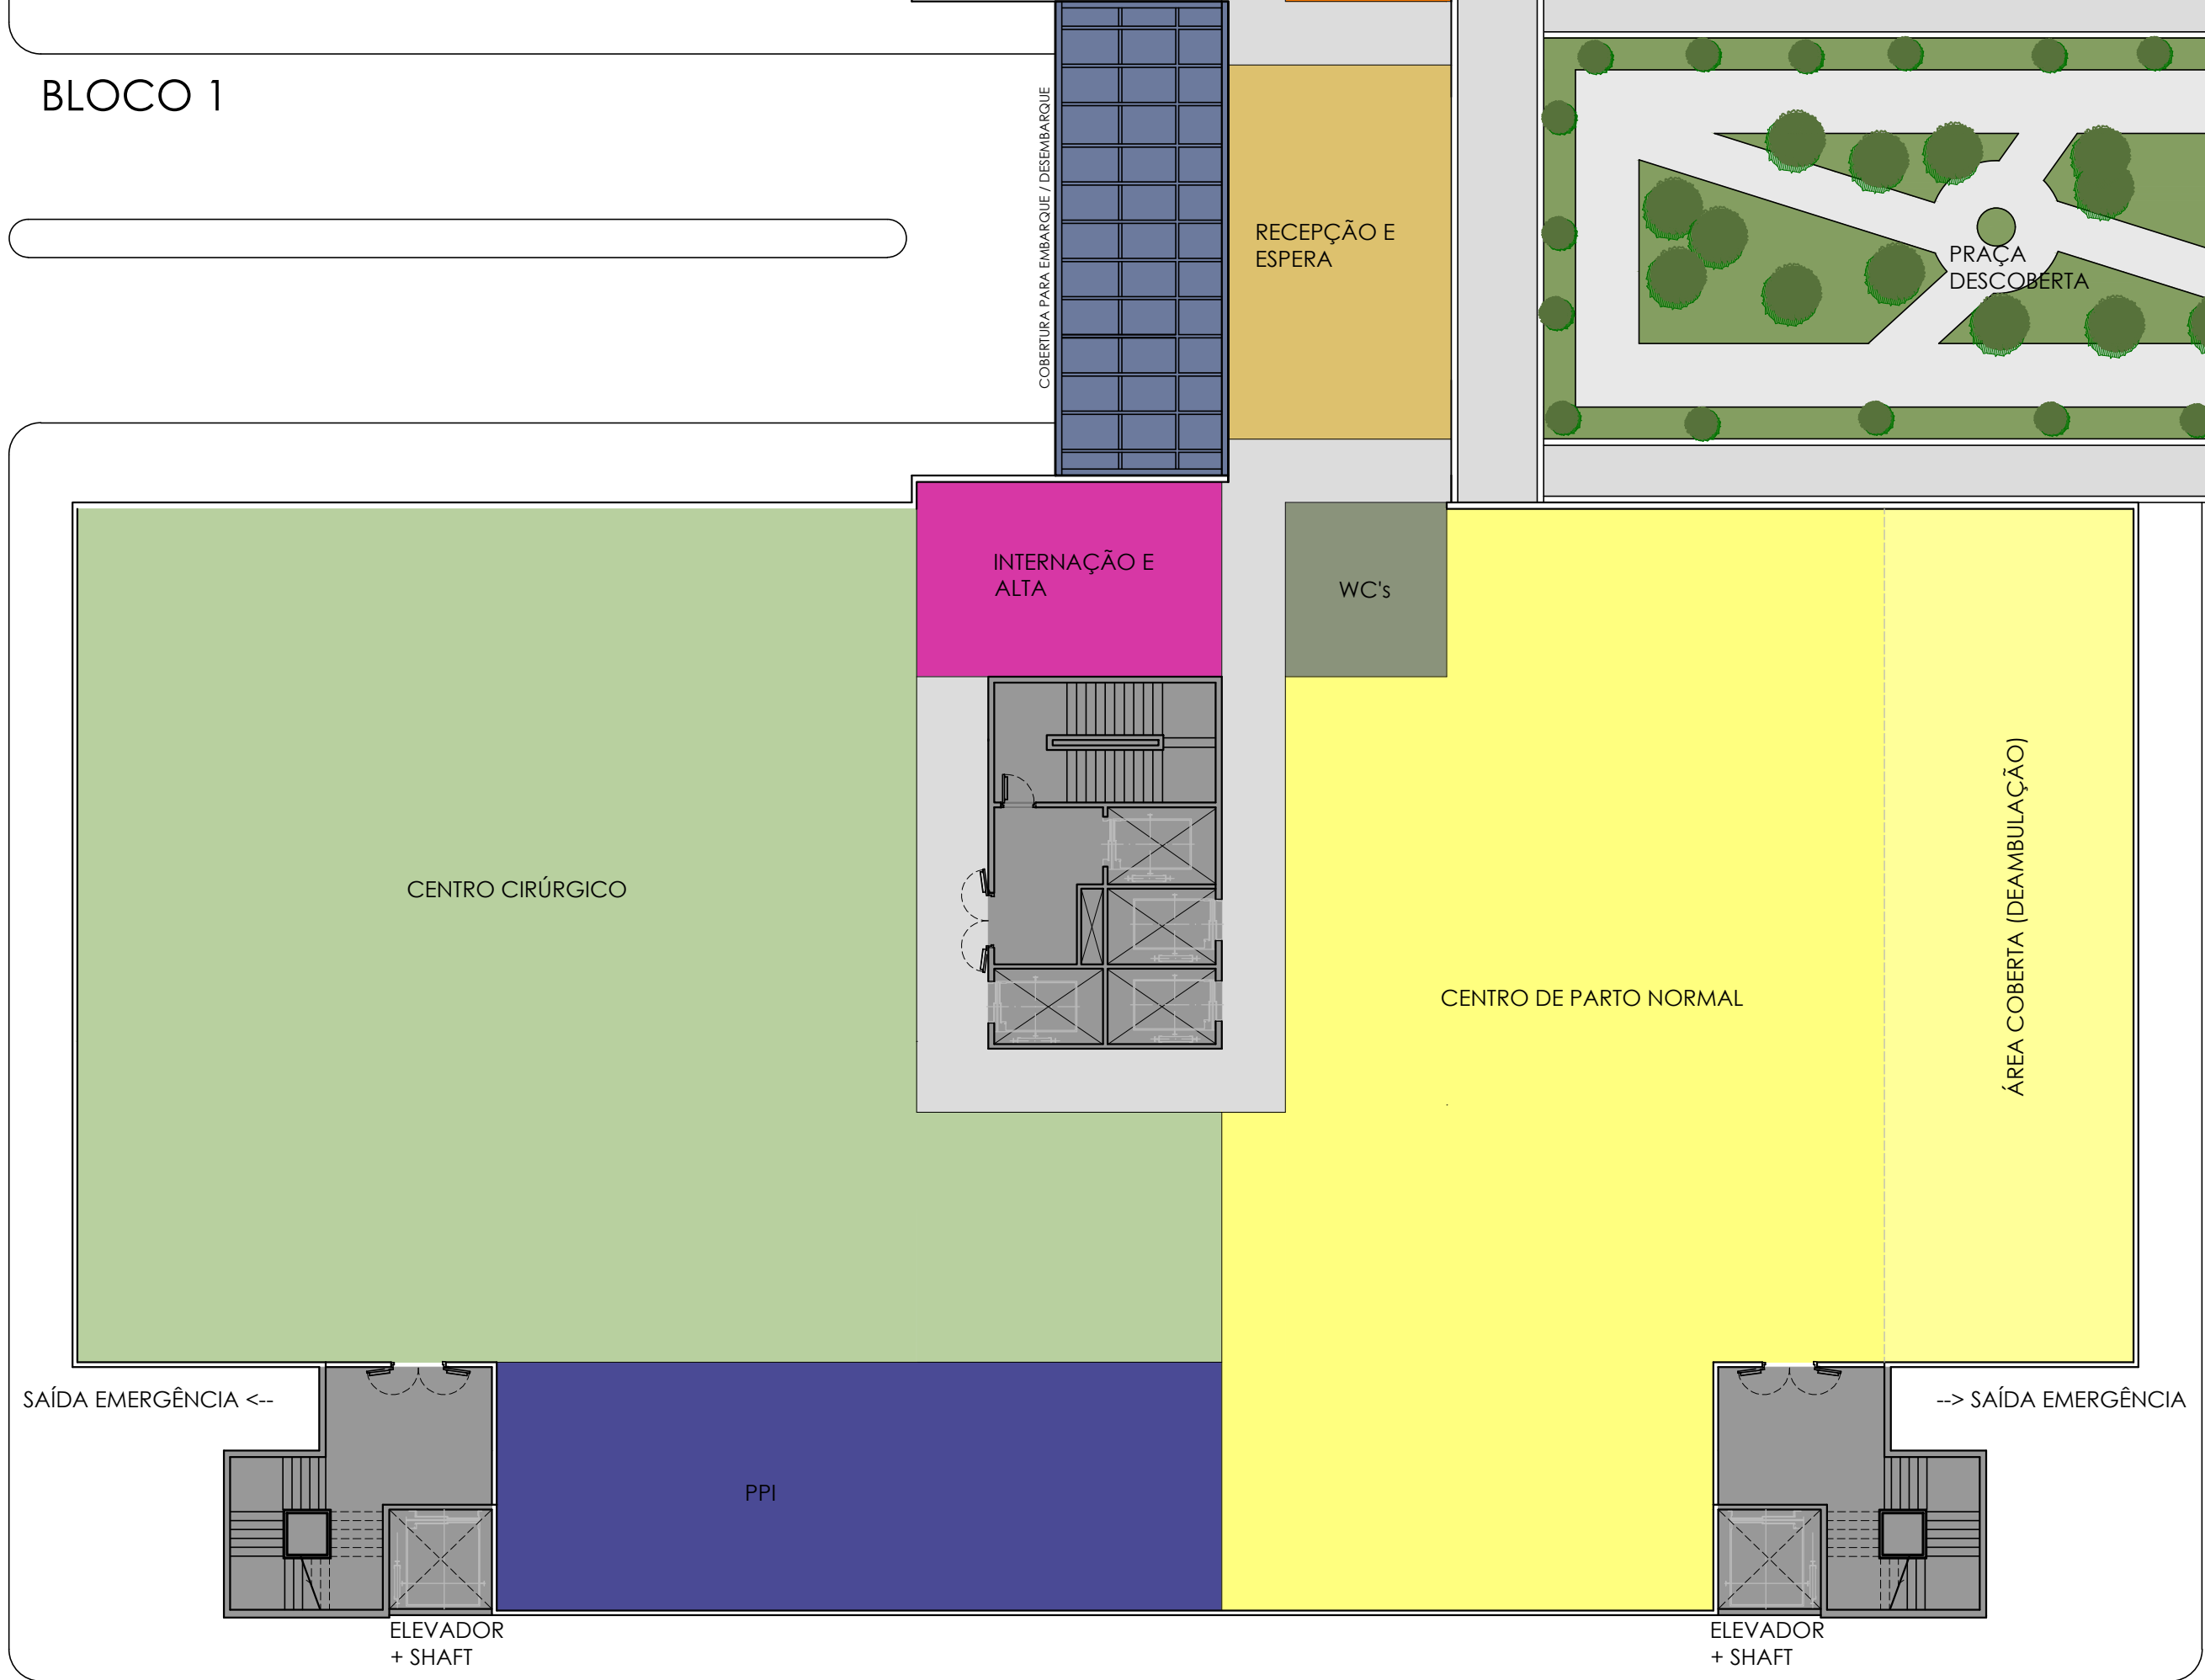 BLOCO 1
COBERTURA PARA EMBARQUE / DESEMBARQUE
RECEPÇÃO E
ESPERA
PRAÇA
DESCOBERTA
INTERNAÇÃO E
ALTA
WC's
CENTRO CIRÚRGICO
CENTRO DE PARTO NORMAL
ÁREA COBERTA (DEAMBULAÇÃO)
SAÍDA EMERGÊNCIA <--
--> SAÍDA EMERGÊNCIA
PPI
ELEVADOR
+ SHAFT
ELEVADOR
+ SHAFT